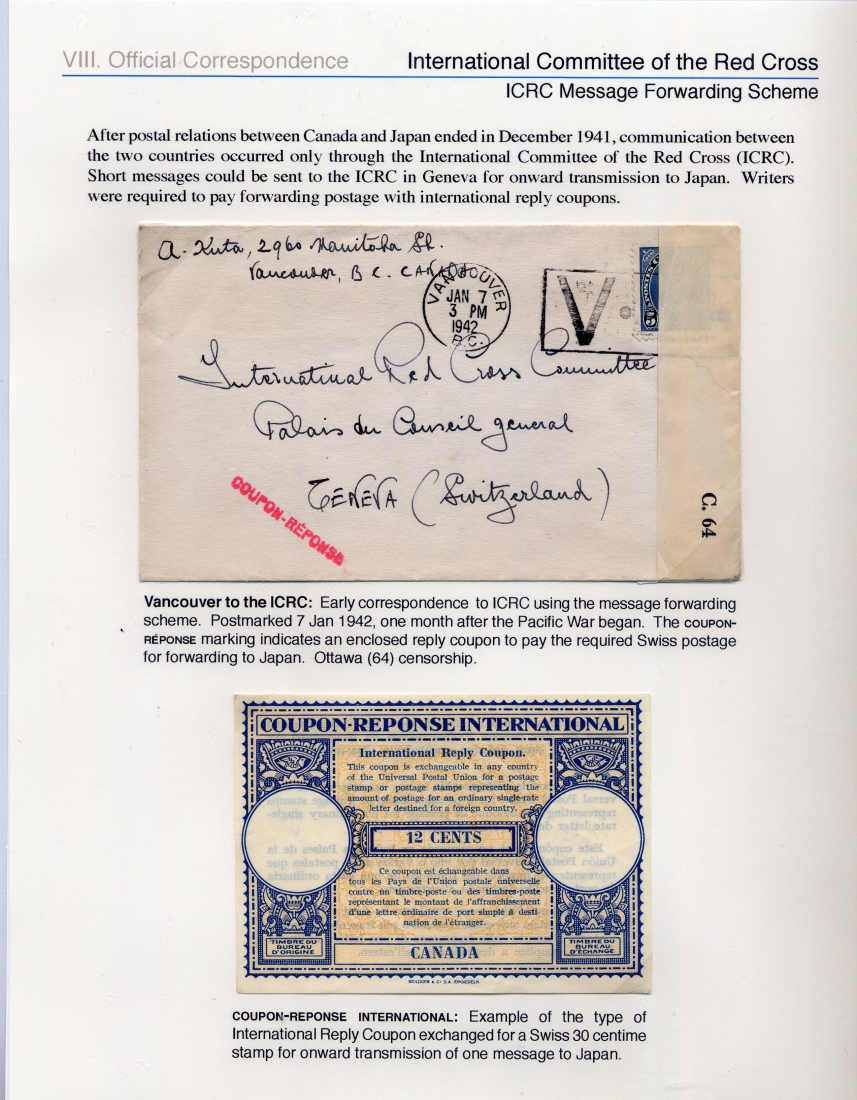 VIII. Official Correspondence
International Committee of the Red Cross
ICRC Message Forwarding Scheme
After postal relations between Canada and Japan ended in December 1941, communication between
the two countries occurred only through the International Committee of the Red Cross (ICRC).
Short messages could be sent to the ICRC in Geneva for onward transmission to Japan. Writers
were required to pay forwarding postage with international reply coupons.
A. Kuta, 2960 Manitoba St.
Vancouver, B C. CANADA
VANCOUVER
JAN 7
3 PM
1942
B.C.
V
5
International Red Cross Committee
Palais du Conseil general
GENEVA (Switzerland)
COUPON-RÉPONSE
C. 64
Vancouver to the ICRC: Early correspondence to ICRC using the message forwarding
scheme. Postmarked 7 Jan 1942, one month after the Pacific War began. The COUPON-
RÉPONSE marking indicates an enclosed reply coupon to pay the required Swiss postage
for forwarding to Japan. Ottawa (64) censorship.
COUPON-REPONSE INTERNATIONAL
International Reply Coupon.
This coupon is exchangeable in any country
of the Universal Postal Union for a postage
stamp or postage stamps representing the
amount of postage for an ordinary single-rate
letter destined for a foreign country.
12 CENTS
Ce coupon est échangeable dans
tous les Pays de l'Union postale universelle
contre un timbre-poste ou des timbres-poste
représentant le montant de l'affranchissement
d'une lettre ordinaire de port simple à desti-
nation de l'étranger.
TIMBRE DU
BUREAU
D'ORIGINE
TIMBRE DU
BUREAU
D'ÉCHANGE
CANADA
BENZIGER & C° S.A. EINSIEDELN
COUPON-REPONSE INTERNATIONAL: Example of the type of
International Reply Coupon exchanged for a Swiss 30 centime
stamp for onward transmission of one message to Japan.